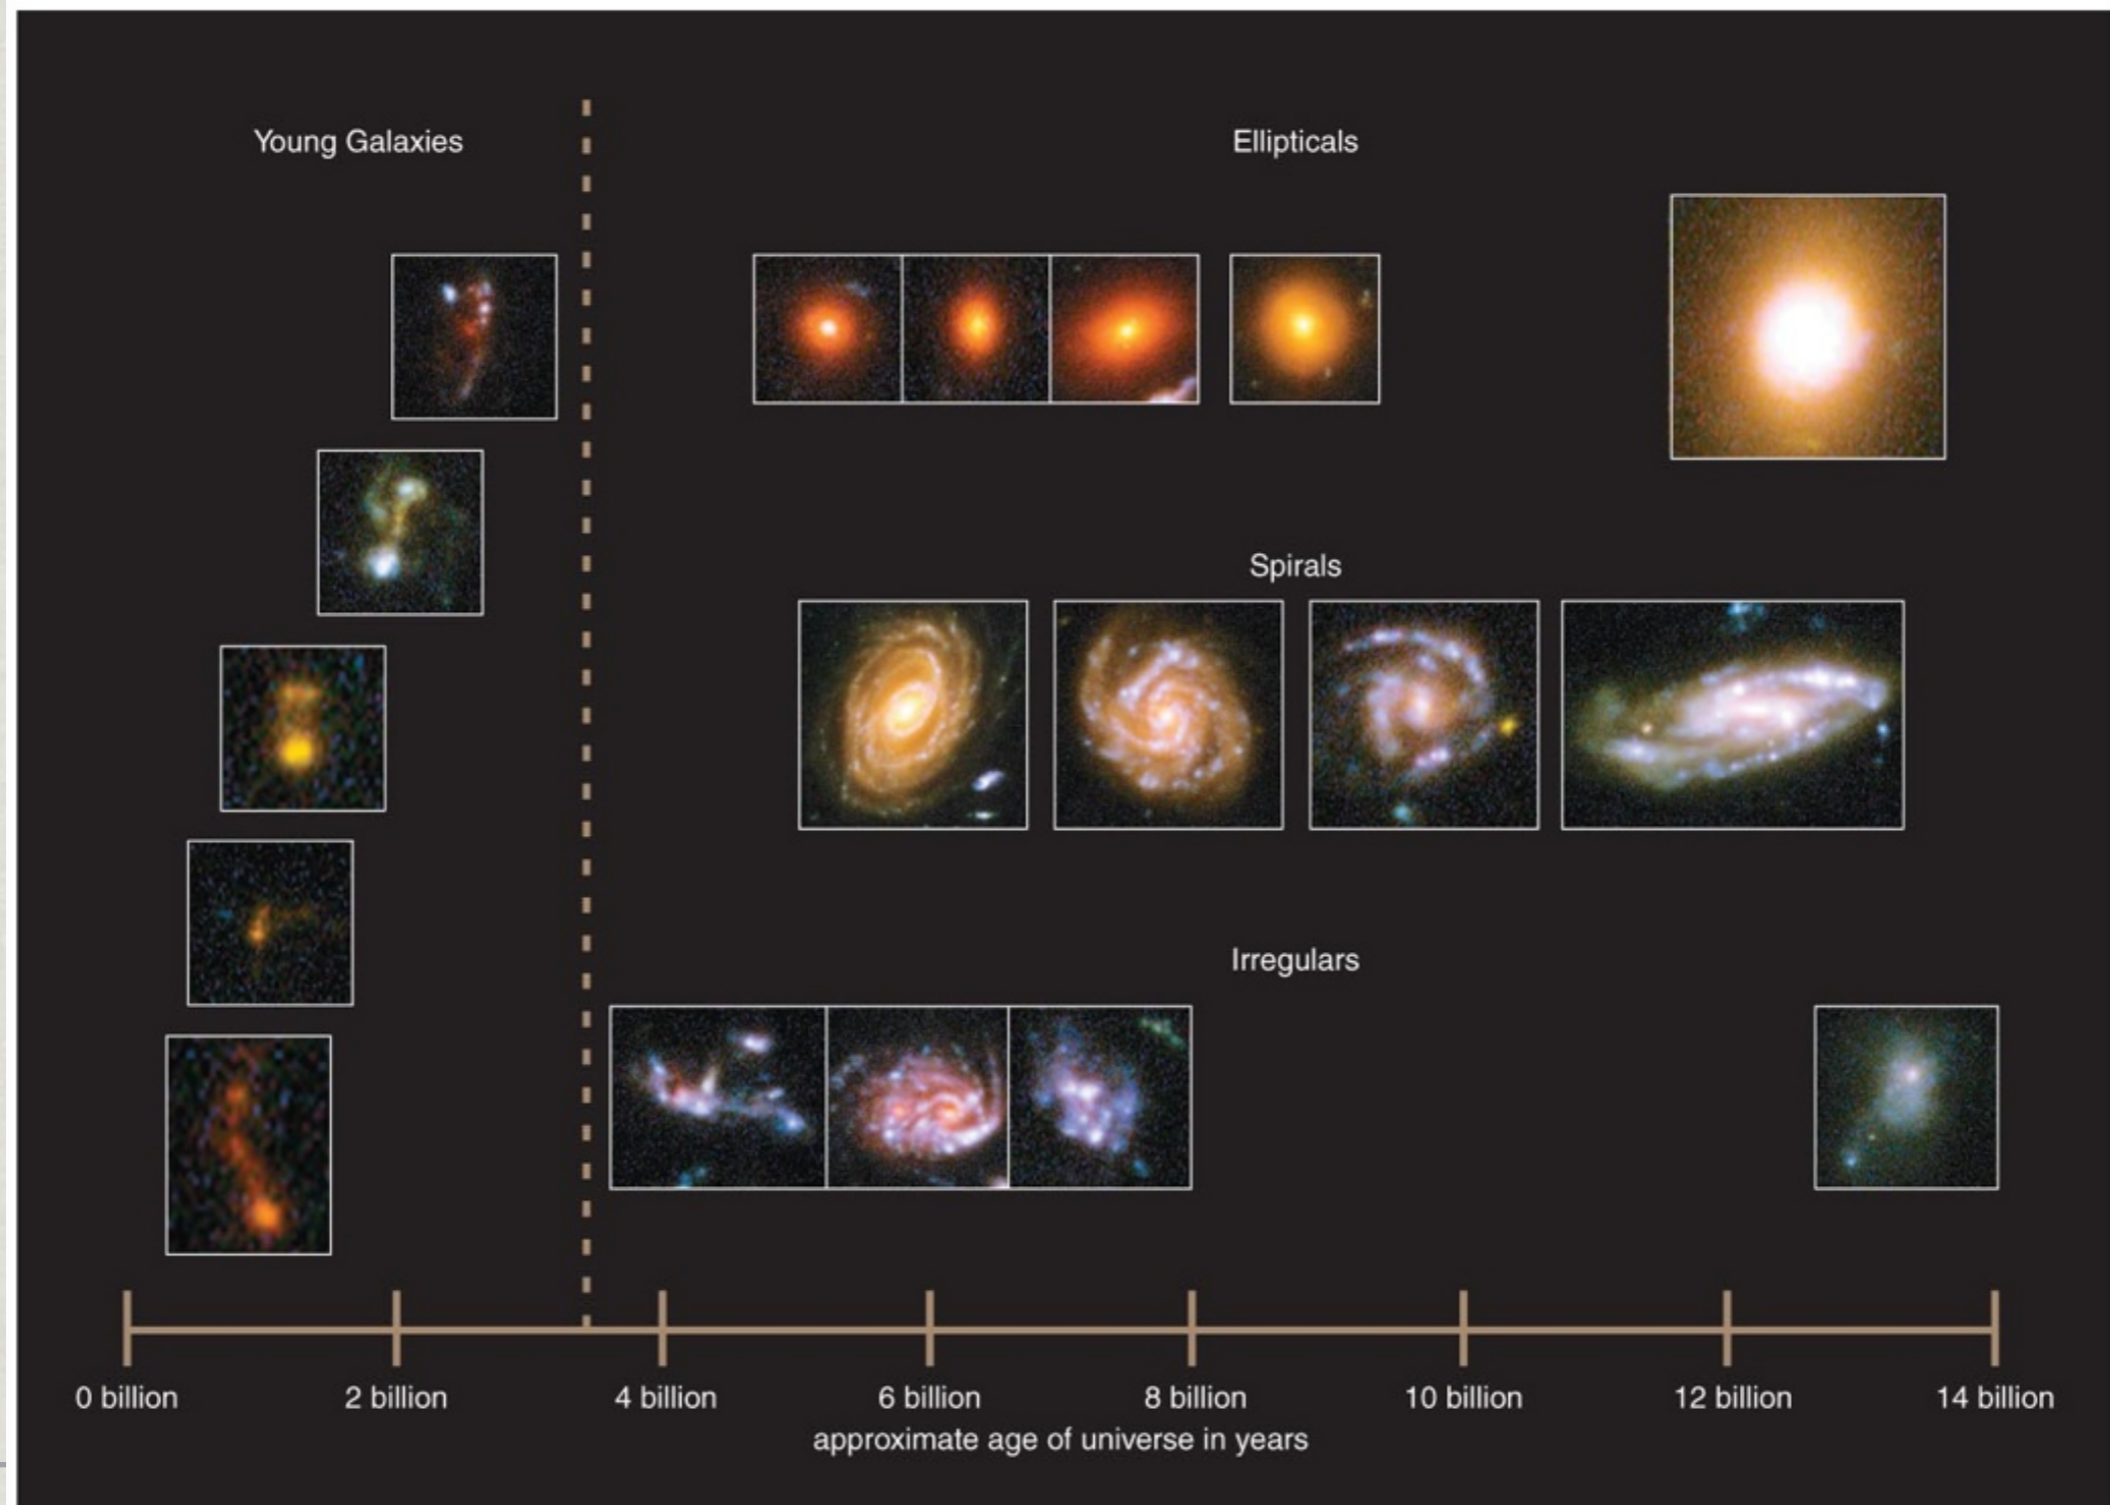 Young Galaxies
Ellipticals
Spirals
Irregulars
0 billion
2 billion
4 billion
6 billion
8 billion
10 billion
12 billion
14 billion
approximate age of universe in years